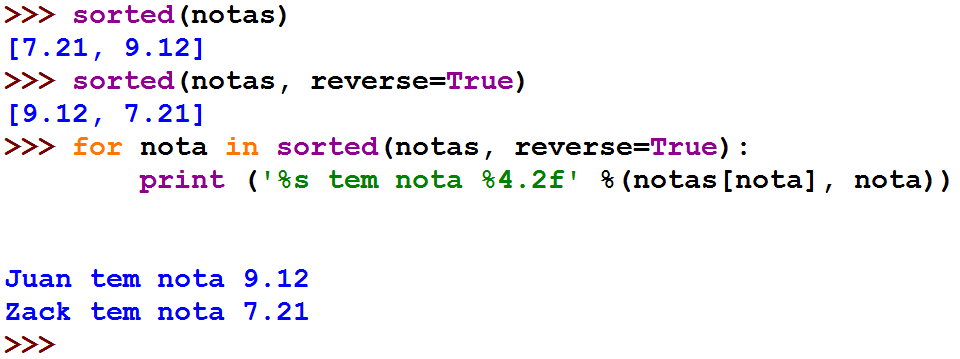 >>> sorted(notas)
[7.21, 9.12]
>>> sorted(notas, reverse=True)
[9.12, 7.21]
>>> for nota in sorted(notas, reverse=True):
        print ('%s tem nota %4.2f' %(notas[nota], nota))
Juan tem nota 9.12
Zack tem nota 7.21
>>>